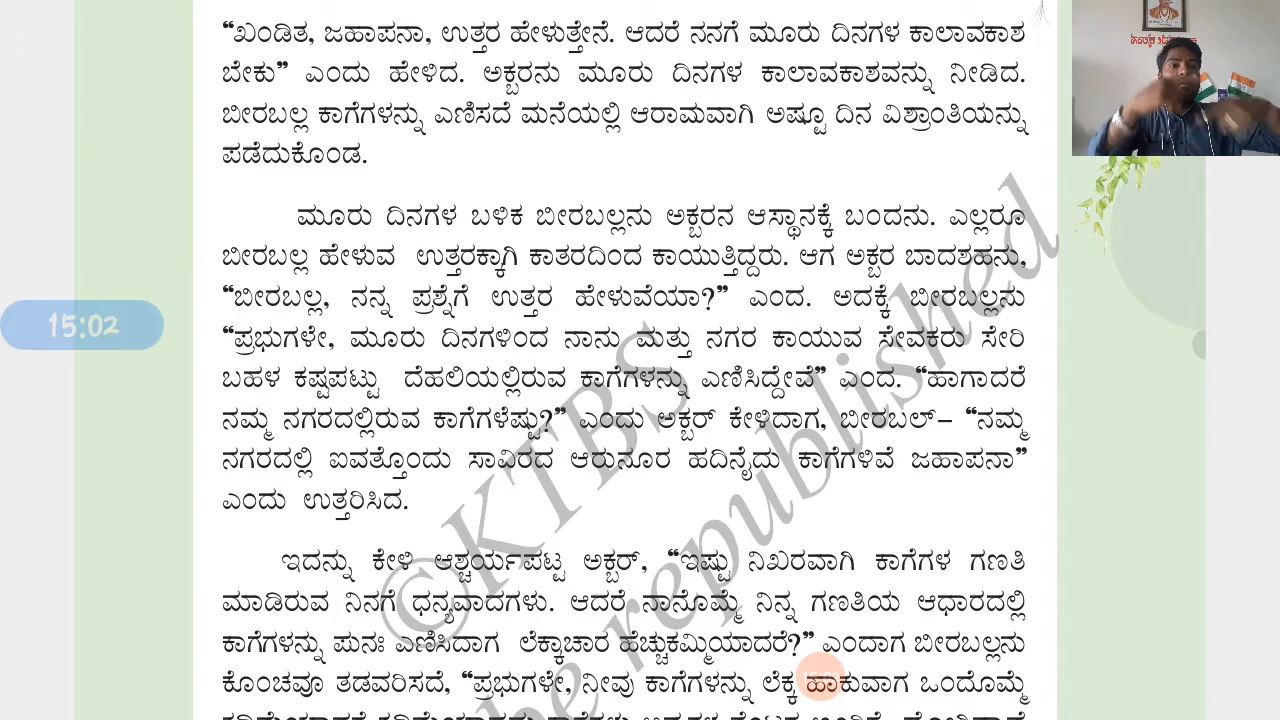 “ಖಂಡಿತ, ಜಹಾಪನಾ, ಉತ್ತರ ಹೇಳುತ್ತೇನೆ. ಆದರೆ ನನಗೆ ಮೂರು ದಿನಗಳ ಕಾಲಾವಕಾಶ
ಬೇಕು” ಎಂದು ಹೇಳಿದ. ಅಕ್ಬರನು ಮೂರು ದಿನಗಳ ಕಾಲಾವಕಾಶವನ್ನು ನೀಡಿದ.
ಬೀರಬಲ್ಲ ಕಾಗೆಗಳನ್ನು ಎಣಿಸದೆ ಮನೆಯಲ್ಲಿ ಆರಾಮವಾಗಿ ಅಷ್ಟೂ ದಿನ ವಿಶ್ರಾಂತಿಯನ್ನು
ಪಡೆದುಕೊಂಡ.
ಮೂರು ದಿನಗಳ ಬಳಿಕ ಬೀರಬಲ್ಲನು ಅಕ್ಬರನ ಆಸ್ಥಾನಕ್ಕೆ ಬಂದನು. ಎಲ್ಲರೂ
ಬೀರಬಲ್ಲ ಹೇಳುವ ಉತ್ತರಕ್ಕಾಗಿ ಕಾತರದಿಂದ ಕಾಯುತ್ತಿದ್ದರು. ಆಗ ಅಕ್ಬರ ಬಾದಶಹನು,
“ಬೀರಬಲ್ಲ, ನನ್ನ ಪ್ರಶ್ನೆಗೆ ಉತ್ತರ ಹೇಳುವೆಯಾ?” ಎಂದ. ಅದಕ್ಕೆ ಬೀರಬಲ್ಲನು
15:02
“ಪ್ರಭುಗಳೇ, ಮೂರು ದಿನಗಳಿಂದ ನಾನು ಮತ್ತು ನಗರ ಕಾಯುವ ಸೇವಕರು ಸೇರಿ
ಬಹಳ ಕಷ್ಟಪಟ್ಟು ದೆಹಲಿಯಲ್ಲಿರುವ ಕಾಗೆಗಳನ್ನು ಎಣಿಸಿದ್ದೇವೆ” ಎಂದ. “ಹಾಗಾದರೆ
ನಮ್ಮ ನಗರದಲ್ಲಿರುವ ಕಾಗೆಗಳೆಷ್ಟು?” ಎಂದು ಅಕ್ಬರ್ ಕೇಳಿದಾಗ, ಬೀರಬಲ್– “ನಮ್ಮ
ನಗರದಲ್ಲಿ ಐವತ್ತೊಂದು ಸಾವಿರದ ಆರುನೂರ ಹದಿನೈದು ಕಾಗೆಗಳಿವೆ ಜಹಾಪನಾ”
ಎಂದು ಉತ್ತರಿಸಿದ.
ಇದನ್ನು ಕೇಳಿ ಆಶ್ಚರ್ಯಪಟ್ಟ ಅಕ್ಬರ್, “ಇಷ್ಟು ನಿಖರವಾಗಿ ಕಾಗೆಗಳ ಗಣತಿ
ಮಾಡಿರುವ ನಿನಗೆ ಧನ್ಯವಾದಗಳು. ಆದರೆ ನಾನೊಮ್ಮೆ ನಿನ್ನ ಗಣತಿಯ ಆಧಾರದಲ್ಲಿ
ಕಾಗೆಗಳನ್ನು ಪುನಃ ಎಣಿಸಿದಾಗ ಲೆಕ್ಕಾಚಾರ ಹೆಚ್ಚುಕಮ್ಮಿಯಾದರೆ?” ಎಂದಾಗ ಬೀರಬಲ್ಲನು
ಕೊಂಚವೂ ತಡವರಿಸದೆ, “ಪ್ರಭುಗಳೇ, ನೀವು ಕಾಗೆಗಳನ್ನು ಲೆಕ್ಕ ಹಾಕುವಾಗ ಒಂದೊಮ್ಮೆ
©KTBS
be republished